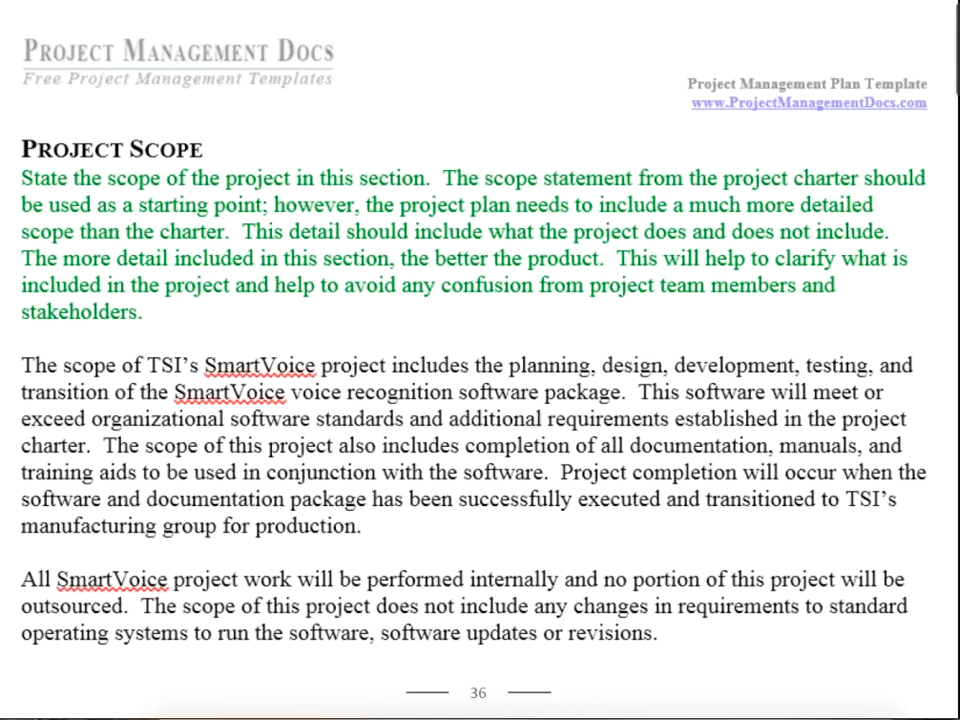 PROJECT MANAGEMENT DOCS
Free Project Management Templates
Project Management Plan Template
www.ProjectManagementDocs.com
PROJECT SCOPE
State the scope of the project in this section.  The scope statement from the project charter should
be used as a starting point; however, the project plan needs to include a much more detailed
scope than the charter.  This detail should include what the project does and does not include.
The more detail included in this section, the better the product.  This will help to clarify what is
included in the project and help to avoid any confusion from project team members and
stakeholders.
The scope of TSI’s SmartVoice project includes the planning, design, development, testing, and
transition of the SmartVoice voice recognition software package.  This software will meet or
exceed organizational software standards and additional requirements established in the project
charter.  The scope of this project also includes completion of all documentation, manuals, and
training aids to be used in conjunction with the software.  Project completion will occur when the
software and documentation package has been successfully executed and transitioned to TSI’s
manufacturing group for production.
All SmartVoice project work will be performed internally and no portion of this project will be
outsourced.  The scope of this project does not include any changes in requirements to standard
operating systems to run the software, software updates or revisions.
36